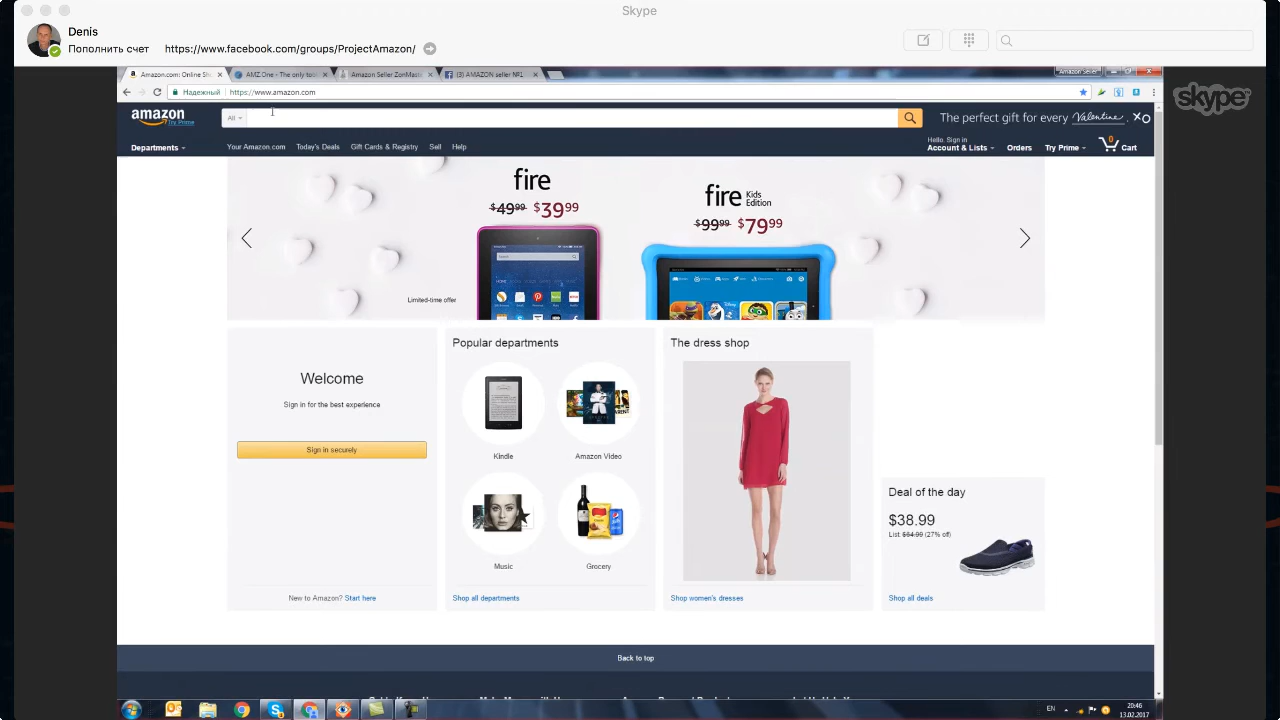 Skype
Denis
Пополнить счет https://www.facebook.com/groups/ProjectAmazon/
Amazon.com: Online Sh
AMZ.One - The only too
Amazon Seller ZonMaste
(3) AMAZON seller №1
Amazon Seller
Надежный https://www.amazon.com
skype
amazon
Try Prime
All
The perfect gift for every Valentine. XO
Departments
Your Amazon.com Today's Deals Gift Cards & Registry Sell Help
Hello. Sign in
Account & Lists Orders Try Prime 0 Cart
fire
$49.99 $39.99
fire Kids Edition
$99.99 $79.99
Limited-time offer
Welcome
Sign in for the best experience
Sign in securely
New to Amazon? Start here
Popular departments
Kindle
Amazon Video
Music
Grocery
Shop all departments
The dress shop
Shop women's dresses
Deal of the day
$38.99
List $64.99 (27% off)
Shop all deals
Back to top
EN
20:46
13.02.2017